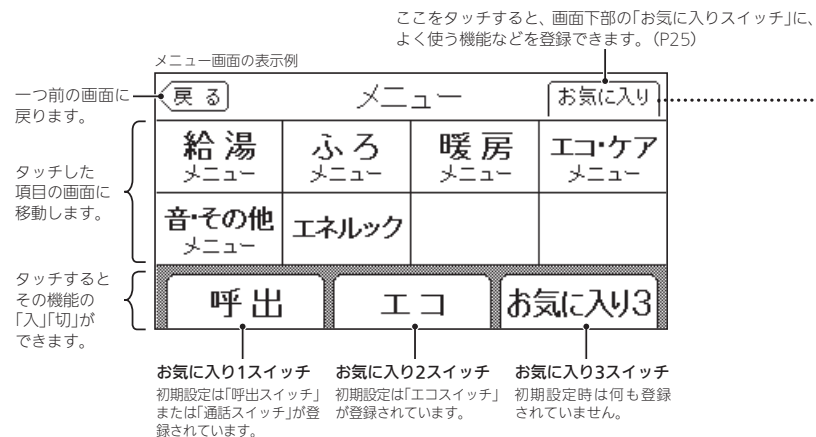 ここをタッチすると、画面下部の「お気に入りスイッチ」に、
よく使う機能などを登録できます。（P25）
メニュー画面の表示例
一つ前の画面に
戻ります。
戻る
メニュー
お気に入り
タッチした
項目の画面に
移動します。
給湯 ふろ 暖房 エコ・ケア
メニュー メニュー メニュー メニュー
音・その他 エネルック
メニュー
タッチすると
その機能の
「入」「切」が
できます。
呼出 エコ お気に入り3
お気に入り1スイッチ
初期設定は「呼出スイッチ」
または「通話スイッチ」が登
録されています。
お気に入り2スイッチ
初期設定は「エコスイッチ」
が登録されています。
お気に入り3スイッチ
初期設定時は何も登録
されていません。